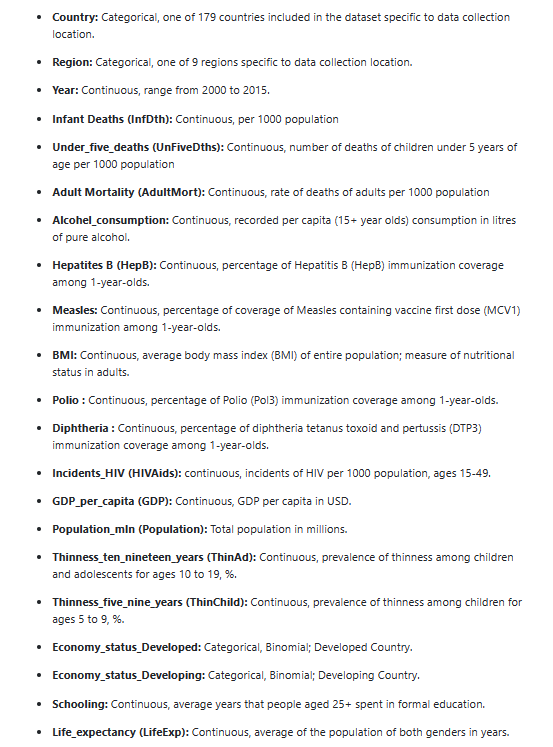 • Country: Categorical, one of 179 countries included in the dataset specific to data collection
location.
• Region: Categorical, one of 9 regions specific to data collection location.
• Year: Continuous, range from 2000 to 2015.
• Infant Deaths (InfDth): Continuous, per 1000 population
• Under_five_deaths (UnFiveDths): Continuous, number of deaths of children under 5 years of
age per 1000 population
• Adult Mortality (AdultMort): Continuous, rate of deaths of adults per 1000 population
• Alcohel_consumption: Continuous, recorded per capita (15+ year olds) consumption in litres
of pure alcohol.
• Hepatites B (HepB): Continuous, percentage of Hepatitis B (HepB) immunization coverage
among 1-year-olds.
• Measles: Continuous, percentage of coverage of Measles containing vaccine first dose (MCV1)
immunization among 1-year-olds.
• BMI: Continuous, average body mass index (BMI) of entire population; measure of nutritional
status in adults.
• Polio : Continuous, percentage of Polio (Pol3) immunization coverage among 1-year-olds.
• Diphtheria : Continuous, percentage of diphtheria tetanus toxoid and pertussis (DTP3)
immunization coverage among 1-year-olds.
• Incidents_HIV (HIVAids): continuous, incidents of HIV per 1000 population, ages 15-49.
• GDP_per_capita (GDP): Continuous, GDP per capita in USD.
• Population_mln (Population): Total population in millions.
• Thinness_ten_nineteen_years (ThinAd): Continuous, prevalence of thinness among children
and adolescents for ages 10 to 19, %.
• Thinness_five_nine_years (ThinChild): Continuous, prevalence of thinness among children for
ages 5 to 9, %.
• Economy_status_Developed: Categorical, Binomial; Developed Country.
• Economy_status_Developing: Categorical, Binomial; Developing Country.
• Schooling: Continuous, average years that people aged 25+ spent in formal education.
• Life_expectancy (LifeExp): Continuous, average of the population of both genders in years.